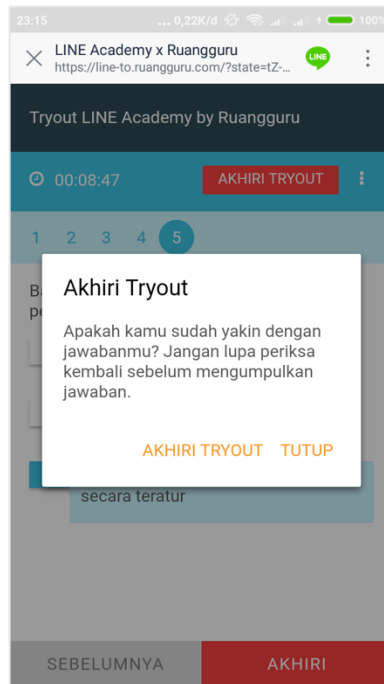 23:15 ... 0,22K/d 100%
LINE Academy x Ruangguru
https://line-to.ruangguru.com/?state=tZ-...
LINE
Tryout LINE Academy by Ruangguru
00:08:47 AKHIRI TRYOUT
1 2 3 4 5
Akhiri Tryout
Apakah kamu sudah yakin dengan
jawabanmu? Jangan lupa periksa
kembali sebelum mengumpulkan
jawaban.
AKHIRI TRYOUT TUTUP
secara teratur
SEBELUMNYA AKHIRI